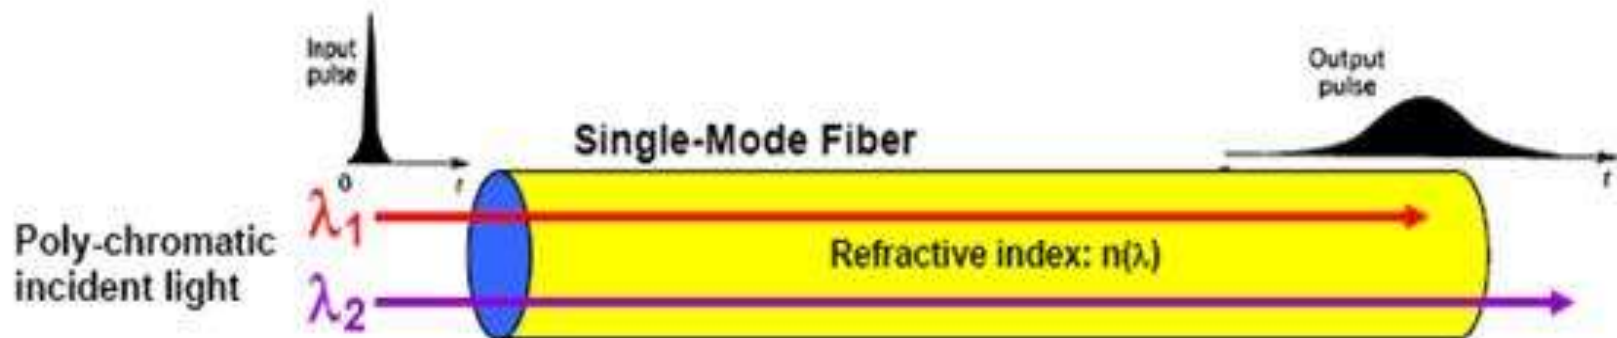 Input
pulse
0
t
Output
pulse
t
Single-Mode Fiber
Poly-chromatic
incident light
λ1
λ2
Refractive index: n(λ)